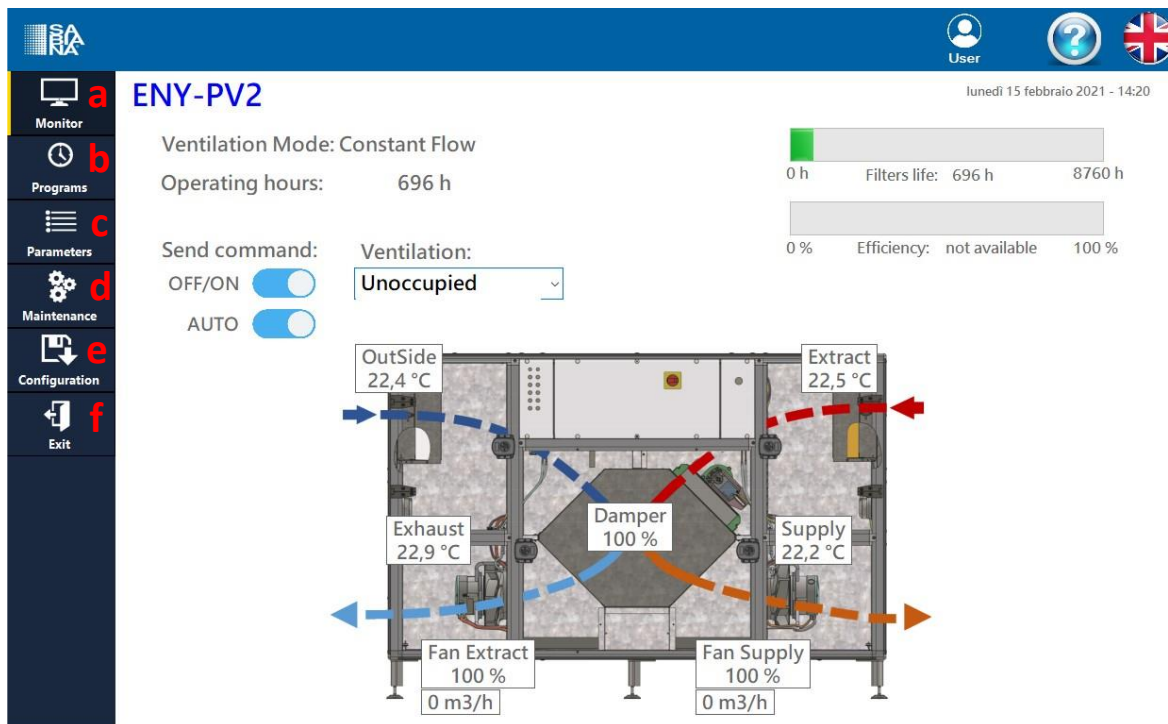 SA
BIA
NA
User
?
a
Monitor
b
Programs
c
Parameters
d
Maintenance
e
Configuration
f
Exit
ENY-PV2
lunedì 15 febbraio 2021 - 14:20
Ventilation Mode: Constant Flow
Operating hours: 696 h
0 h Filters life: 696 h 8760 h
0 % Efficiency: not available 100 %
Send command:
Ventilation:
OFF/ON
Unoccupied
AUTO
OutSide
22,4 °C
Extract
22,5 °C
Damper
100 %
Exhaust
22,9 °C
Supply
22,2 °C
Fan Extract
100 %
0 m3/h
Fan Supply
100 %
0 m3/h